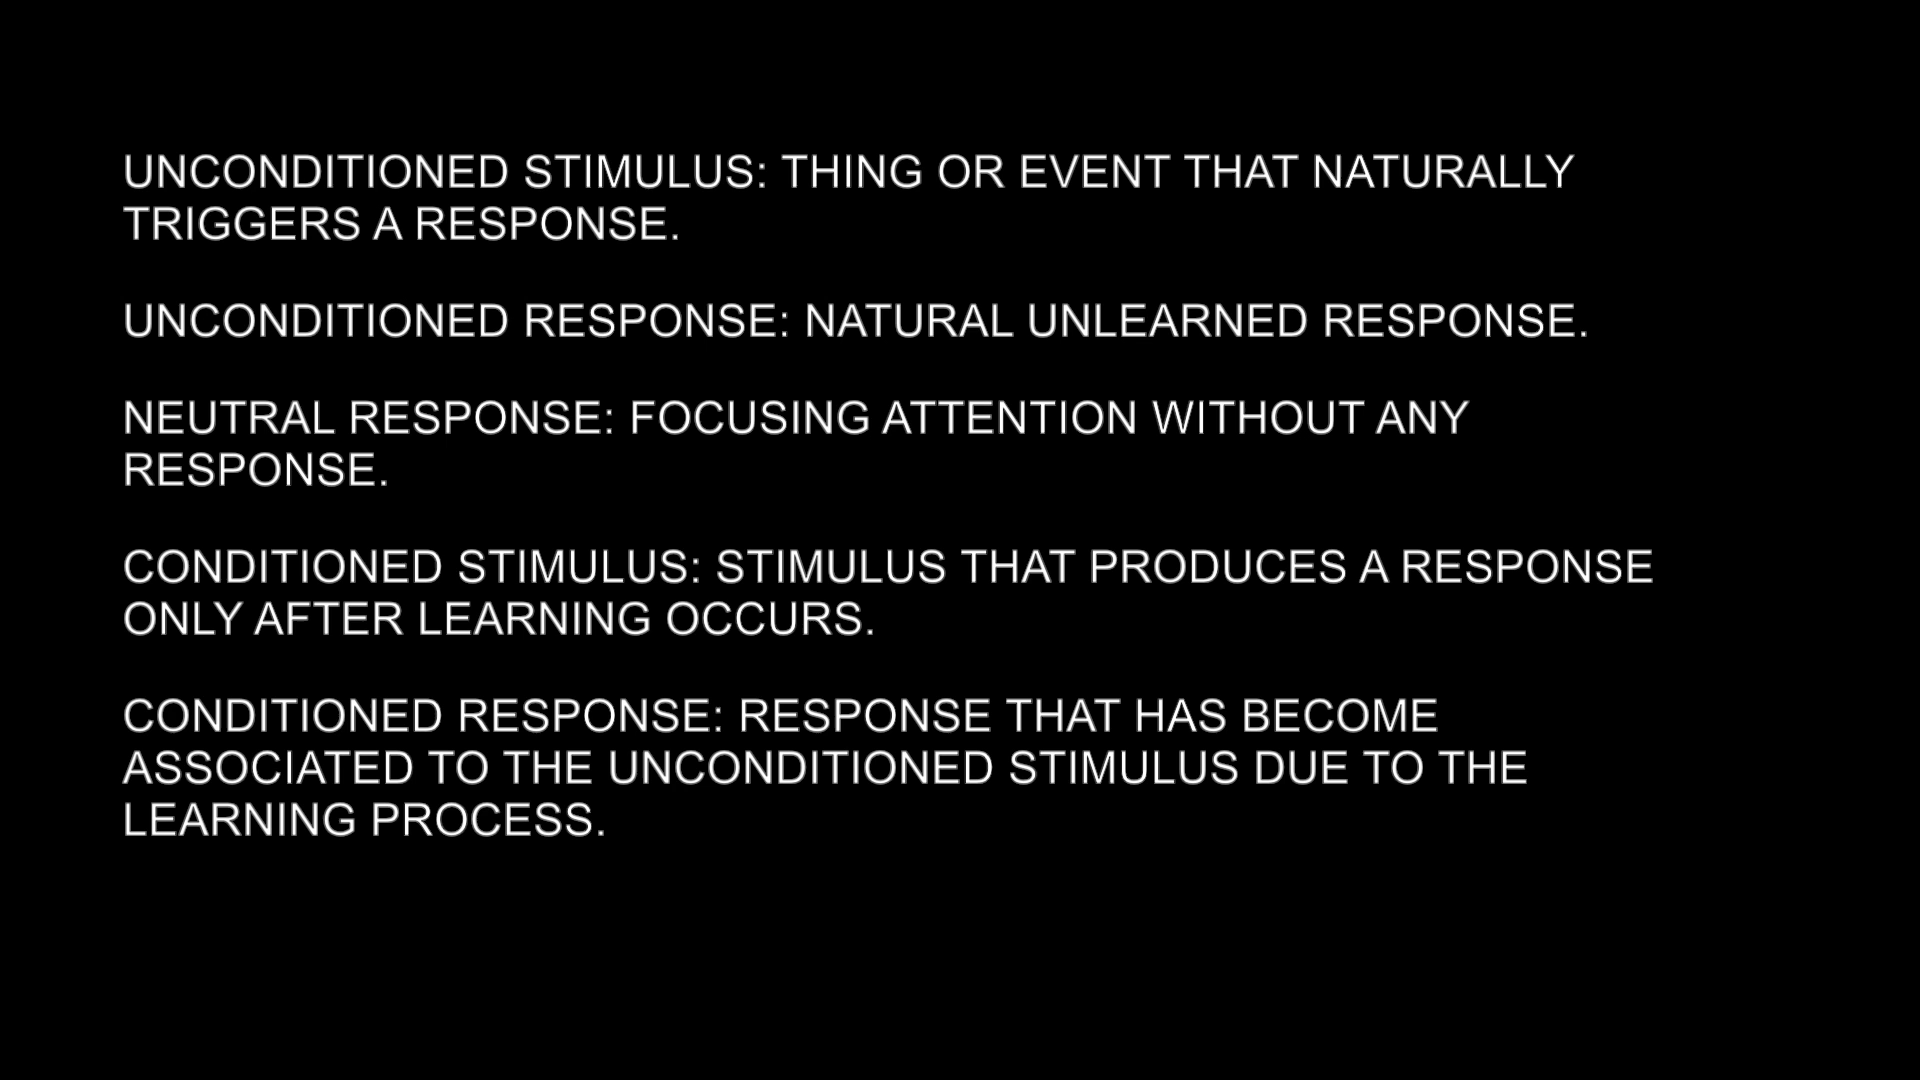 UNCONDITIONED STIMULUS: THING OR EVENT THAT NATURALLY
TRIGGERS A RESPONSE.
UNCONDITIONED RESPONSE: NATURAL UNLEARNED RESPONSE.
NEUTRAL RESPONSE: FOCUSING ATTENTION WITHOUT ANY
RESPONSE.
CONDITIONED STIMULUS: STIMULUS THAT PRODUCES A RESPONSE
ONLY AFTER LEARNING OCCURS.
CONDITIONED RESPONSE: RESPONSE THAT HAS BECOME
ASSOCIATED TO THE UNCONDITIONED STIMULUS DUE TO THE
LEARNING PROCESS.